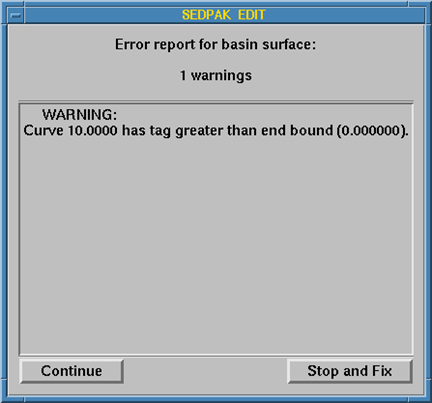 SEDPAK EDIT
Error report for basin surface:
1 warnings
WARNING:
Curve 10.0000 has tag greater than end bound (0.000000).
Continue
Stop and Fix